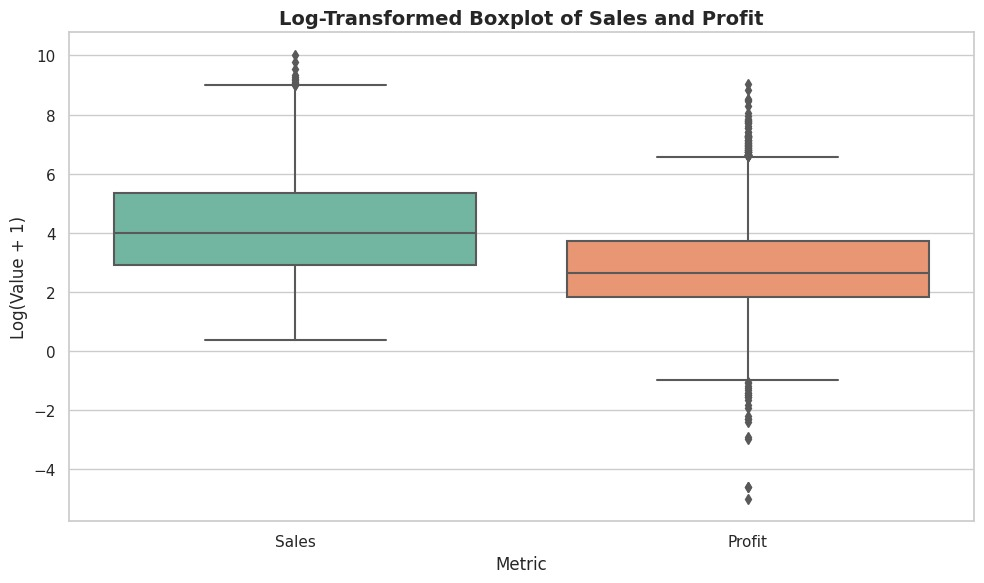 Log-Transformed Boxplot of Sales and Profit
Log(Value + 1)
10
8
6
4
2
0
−2
−4
Sales
Profit
Metric